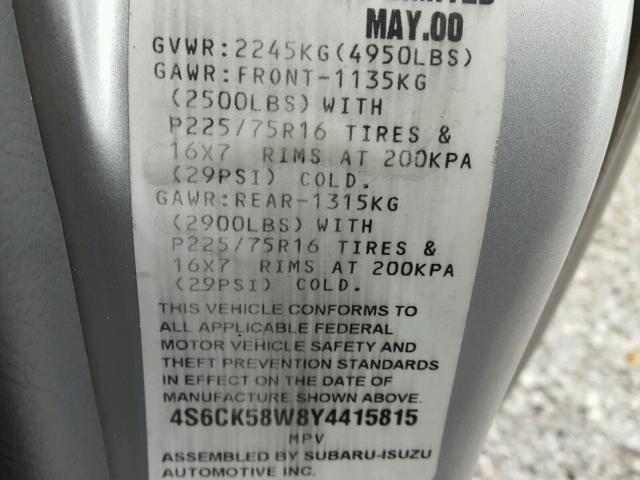 LIMITED
MAY.00
GVWR:2245KG(4950LBS)
GAWR:FRONT-1135KG
(2500LBS) WITH
P225/75R16 TIRES &
16X7 RIMS AT 200KPA
(29PSI) COLD.
GAWR:REAR-1315KG
(2900LBS) WITH
P225/75R16 TIRES &
16X7 RIMS AT 200KPA
(29PSI) COLD.
THIS VEHICLE CONFORMS TO
ALL APPLICABLE FEDERAL
MOTOR VEHICLE SAFETY AND
THEFT PREVENTION STANDARDS
IN EFFECT ON THE DATE OF
MANUFACTURE SHOWN ABOVE.
4S6CK58W8Y4415815
MPV
ASSEMBLED BY SUBARU-ISUZU
AUTOMOTIVE INC.